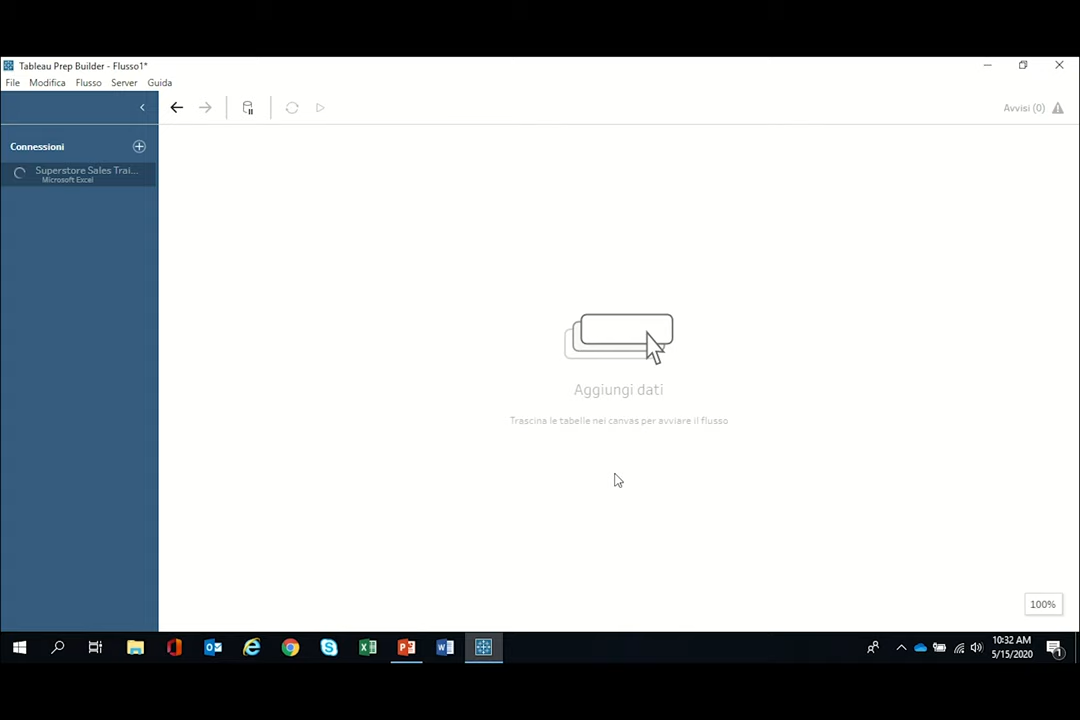 Tableau Prep Builder - Flusso1*
File Modifica Flusso Server Guida
Avvisi (0)
Connessioni
Superstore Sales Trai...
Microsoft Excel
Aggiungi dati
Trascina le tabelle nei canvas per avviare il flusso
100%
10:32 AM
5/15/2020